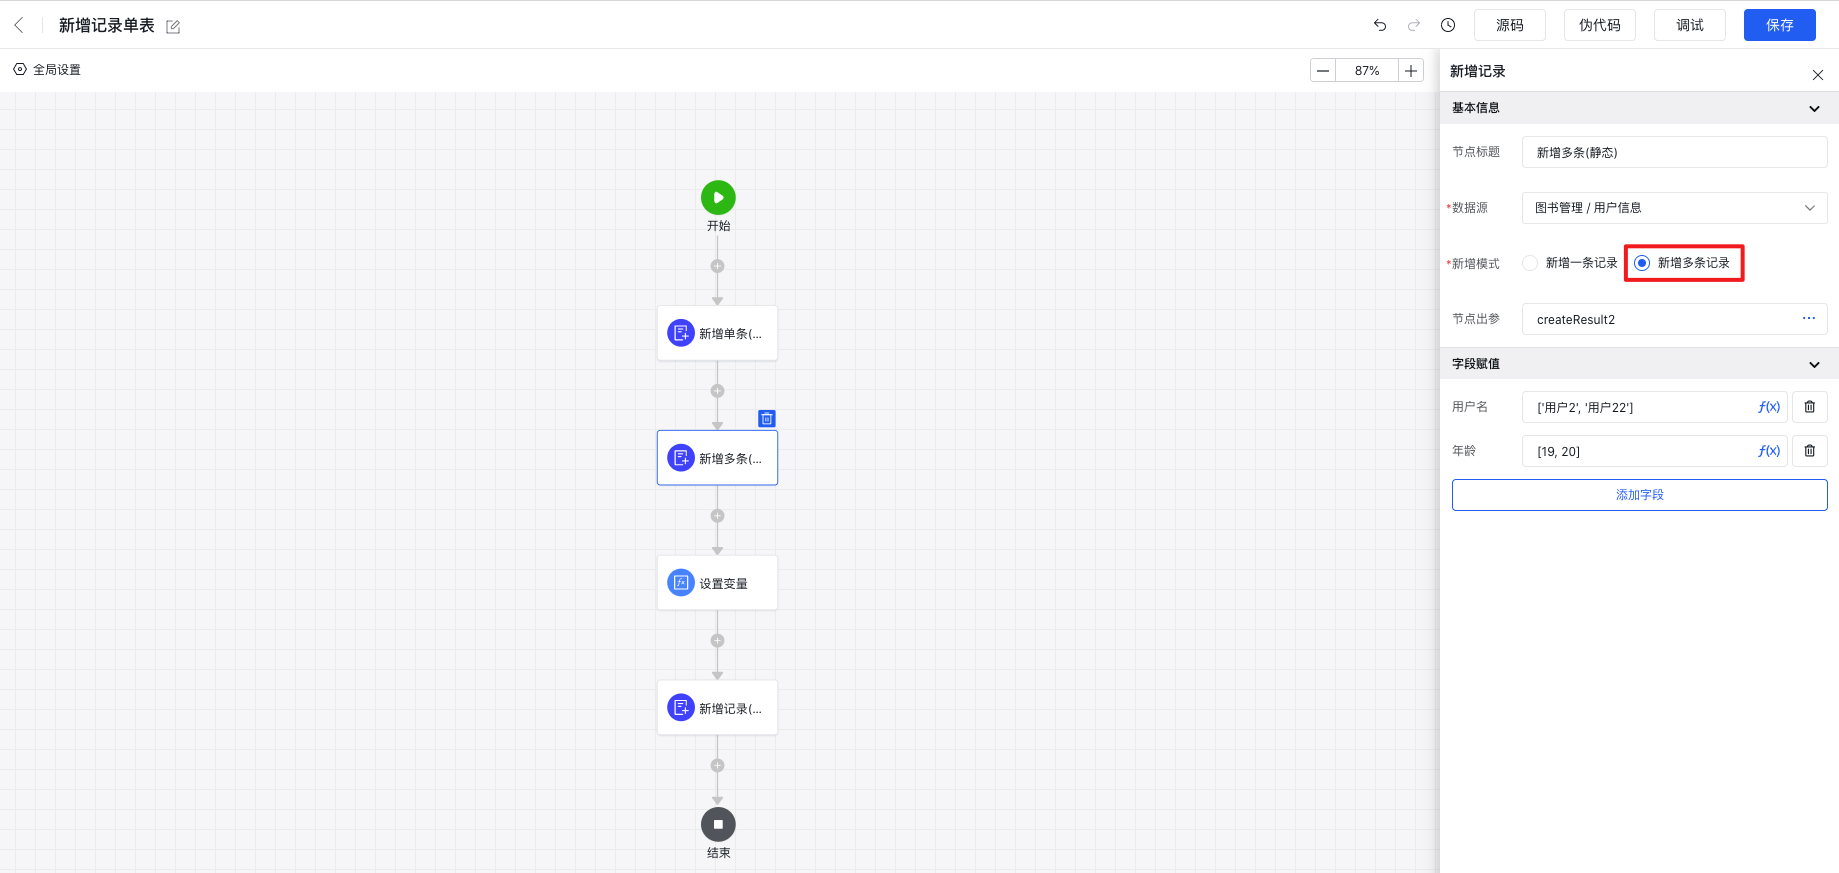 新增记录单表
源码
伪代码
调试
保存
全局设置
87%
开始
新增单条(...
新增多条(...
设置变量
新增记录(...
结束
新增记录
基本信息
节点标题
新增多条(静态)
*数据源
图书管理 / 用户信息
*新增模式
新增一条记录
新增多条记录
节点出参
createResult2
字段赋值
用户名
['用户2', '用户22']
f(x)
年龄
[19, 20]
f(x)
添加字段